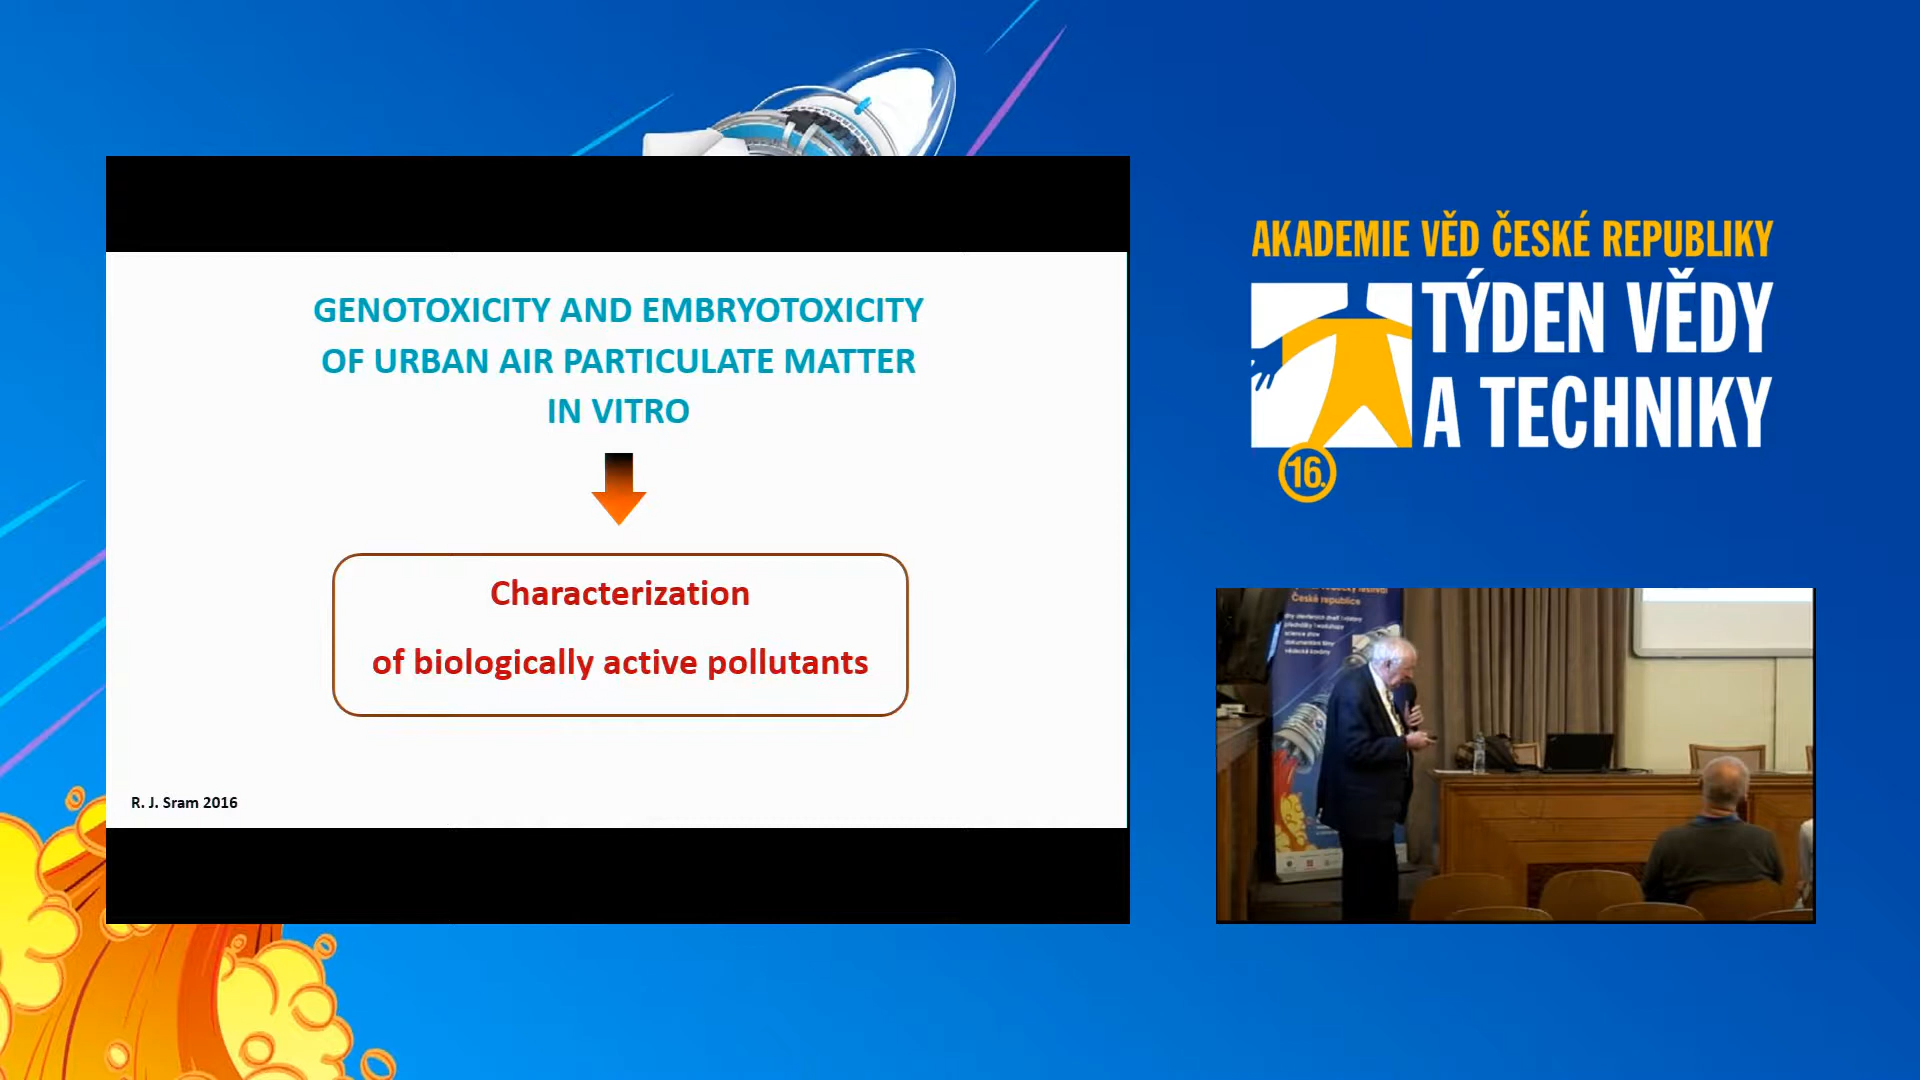 GENOTOXICITY AND EMBRYOTOXICITY
OF URBAN AIR PARTICULATE MATTER
IN VITRO
Characterization
of biologically active pollutants
R. J. Sram 2016
AKADEMIE VĚD ČESKÉ REPUBLIKY
TÝDEN VĚDY
A TECHNIKY
16.
České republice